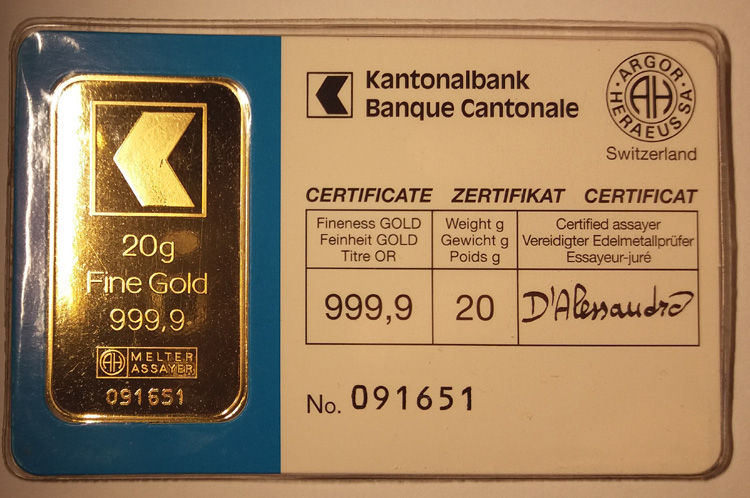 20g
Fine Gold
999,9
AH MELTER
ASSAYER
091651
Kantonalbank
Banque Cantonale
ARGOR-HERAEUS SA
AH
Switzerland
CERTIFICATE ZERTIFIKAT CERTIFICAT
Fineness GOLD
Feinheit GOLD
Titre OR
Weight g
Gewicht g
Poids g
Certified assayer
Vereidigter Edelmetallprüfer
Essayeur-juré
999,9
20
D'Alessandro
No. 091651